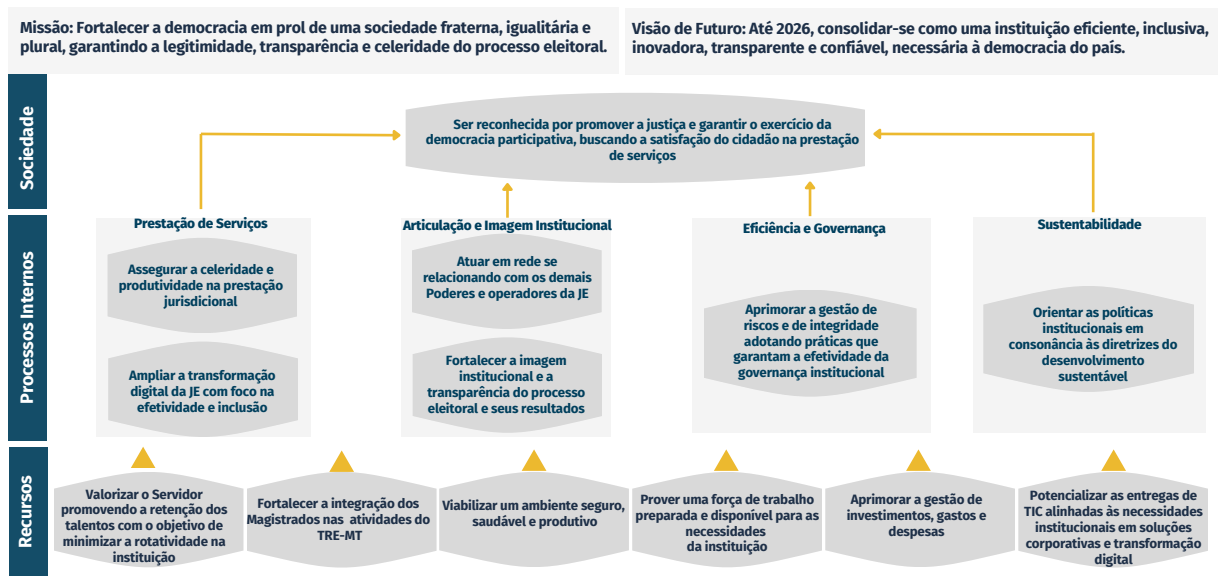 Missão: Fortalecer a democracia em prol de uma sociedade fraterna, igualitária e
plural, garantindo a legitimidade, transparência e celeridade do processo eleitoral.
Visão de Futuro: Até 2026, consolidar-se como uma instituição eficiente, inclusiva,
inovadora, transparente e confiável, necessária à democracia do país.
Sociedade
Ser reconhecida por promover a justiça e garantir o exercício da
democracia participativa, buscando a satisfação do cidadão na prestação
de serviços
Processos Internos
Prestação de Serviços
Assegurar a celeridade e
produtividade na prestação
jurisdicional
Ampliar a transformação
digital da JE com foco na
efetividade e inclusão
Articulação e Imagem Institucional
Atuar em rede se
relacionando com os demais
Poderes e operadores da JE
Fortalecer a imagem
institucional e a
transparência do processo
eleitoral e seus resultados
Eficiência e Governança
Aprimorar a gestão de
riscos e de integridade
adotando práticas que
garantam a efetividade da
governança institucional
Sustentabilidade
Orientar as políticas
institucionais em
consonância às diretrizes do
desenvolvimento
sustentável
Recursos
Valorizar o Servidor
promovendo a retenção dos
talentos com o objetivo de
minimizar a rotatividade na
instituição
Fortalecer a integração dos
Magistrados nas atividades do
TRE-MT
Viabilizar um ambiente seguro,
saudável e produtivo
Prover uma força de trabalho
preparada e disponível para as
necessidades
da instituição
Aprimorar a gestão de
investimentos, gastos e
despesas
Potencializar as entregas de
TIC alinhadas às necessidades
institucionais em soluções
corporativas e transformação
digital